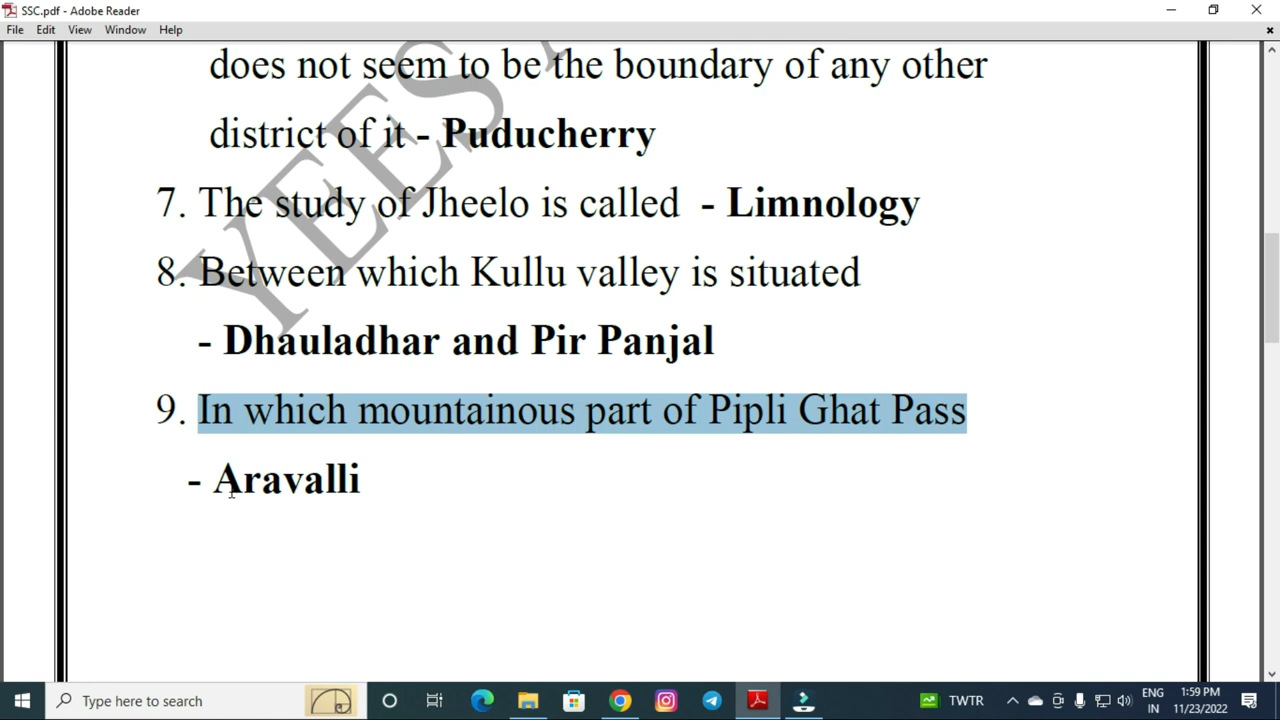 SSC.pdf - Adobe Reader
File Edit View Window Help
does not seem to be the boundary of any other
district of it - Puducherry
7. The study of Jheelo is called - Limnology
8. Between which Kullu valley is situated
- Dhauladhar and Pir Panjal
9. In which mountainous part of Pipli Ghat Pass
- Aravalli
YEES
Type here to search
TWTR
ENG
IN
1:59 PM
11/23/2022